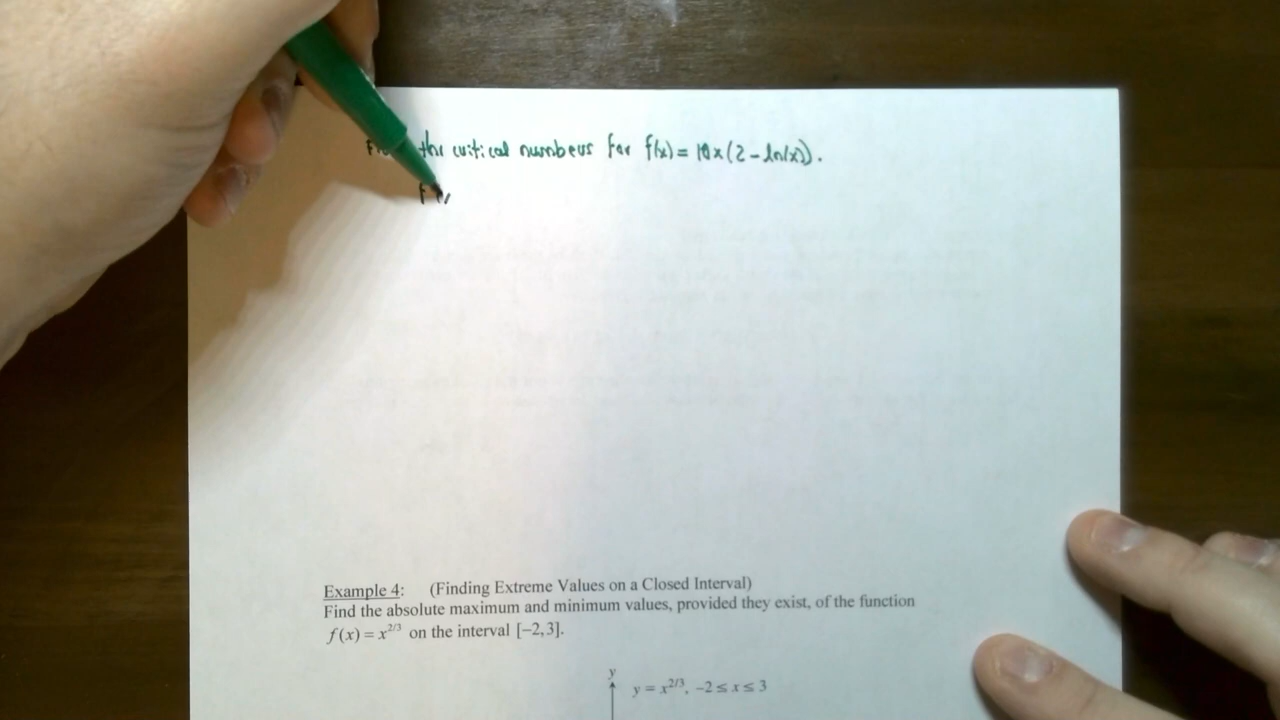 the critical numbers for f(x) = 10x(2 - ln(x)).
Example 4: (Finding Extreme Values on a Closed Interval)
Find the absolute maximum and minimum values, provided they exist, of the function
f(x) = x^{2/3} on the interval [−2,3].
y
y = x^{2/3}, −2 ≤ x ≤ 3